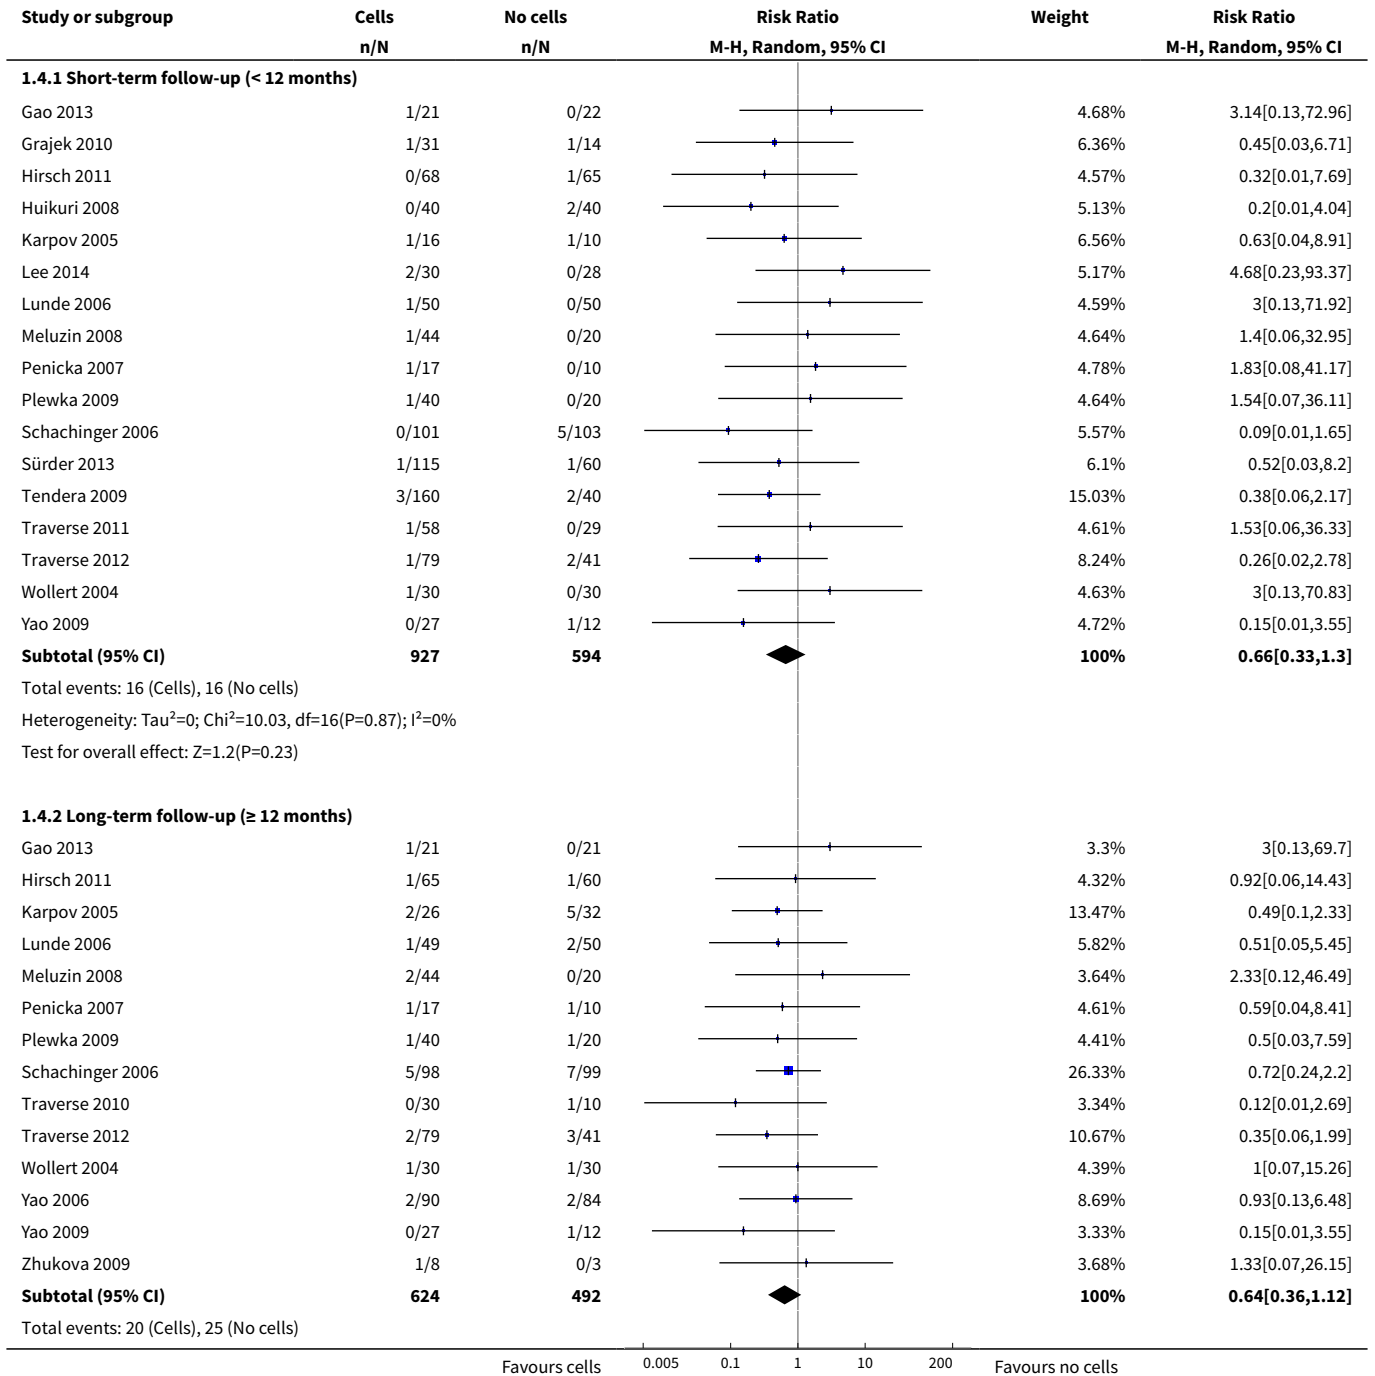 Study or subgroup Cells No cells Risk Ratio Weight Risk Ratio
n/N n/N M-H, Random, 95% CI M-H, Random, 95% CI
1.4.1 Short-term follow-up (< 12 months)
Gao 2013 1/21 0/22 4.68% 3.14[0.13,72.96]
Grajek 2010 1/31 1/14 6.36% 0.45[0.03,6.71]
Hirsch 2011 0/68 1/65 4.57% 0.32[0.01,7.69]
Huikuri 2008 0/40 2/40 5.13% 0.2[0.01,4.04]
Karpov 2005 1/16 1/10 6.56% 0.63[0.04,8.91]
Lee 2014 2/30 0/28 5.17% 4.68[0.23,93.37]
Lunde 2006 1/50 0/50 4.59% 3[0.13,71.92]
Meluzin 2008 1/44 0/20 4.64% 1.4[0.06,32.95]
Penicka 2007 1/17 0/10 4.78% 1.83[0.08,41.17]
Plewka 2009 1/40 0/20 4.64% 1.54[0.07,36.11]
Schachinger 2006 0/101 5/103 5.57% 0.09[0.01,1.65]
Sürder 2013 1/115 1/60 6.1% 0.52[0.03,8.2]
Tendera 2009 3/160 2/40 15.03% 0.38[0.06,2.17]
Traverse 2011 1/58 0/29 4.61% 1.53[0.06,36.33]
Traverse 2012 1/79 2/41 8.24% 0.26[0.02,2.78]
Wollert 2004 1/30 0/30 4.63% 3[0.13,70.83]
Yao 2009 0/27 1/12 4.72% 0.15[0.01,3.55]
Subtotal (95% CI) 927 594 100% 0.66[0.33,1.3]
Total events: 16 (Cells), 16 (No cells)
Heterogeneity: Tau²=0; Chi²=10.03, df=16(P=0.87); I²=0%
Test for overall effect: Z=1.2(P=0.23)
1.4.2 Long-term follow-up (≥ 12 months)
Gao 2013 1/21 0/21 3.3% 3[0.13,69.7]
Hirsch 2011 1/65 1/60 4.32% 0.92[0.06,14.43]
Karpov 2005 2/26 5/32 13.47% 0.49[0.1,2.33]
Lunde 2006 1/49 2/50 5.82% 0.51[0.05,5.45]
Meluzin 2008 2/44 0/20 3.64% 2.33[0.12,46.49]
Penicka 2007 1/17 1/10 4.61% 0.59[0.04,8.41]
Plewka 2009 1/40 1/20 4.41% 0.5[0.03,7.59]
Schachinger 2006 5/98 7/99 26.33% 0.72[0.24,2.2]
Traverse 2010 0/30 1/10 3.34% 0.12[0.01,2.69]
Traverse 2012 2/79 3/41 10.67% 0.35[0.06,1.99]
Wollert 2004 1/30 1/30 4.39% 1[0.07,15.26]
Yao 2006 2/90 2/84 8.69% 0.93[0.13,6.48]
Yao 2009 0/27 1/12 3.33% 0.15[0.01,3.55]
Zhukova 2009 1/8 0/3 3.68% 1.33[0.07,26.15]
Subtotal (95% CI) 624 492 100% 0.64[0.36,1.12]
Total events: 20 (Cells), 25 (No cells)
Favours cells 0.005 0.1 1 10 200 Favours no cells